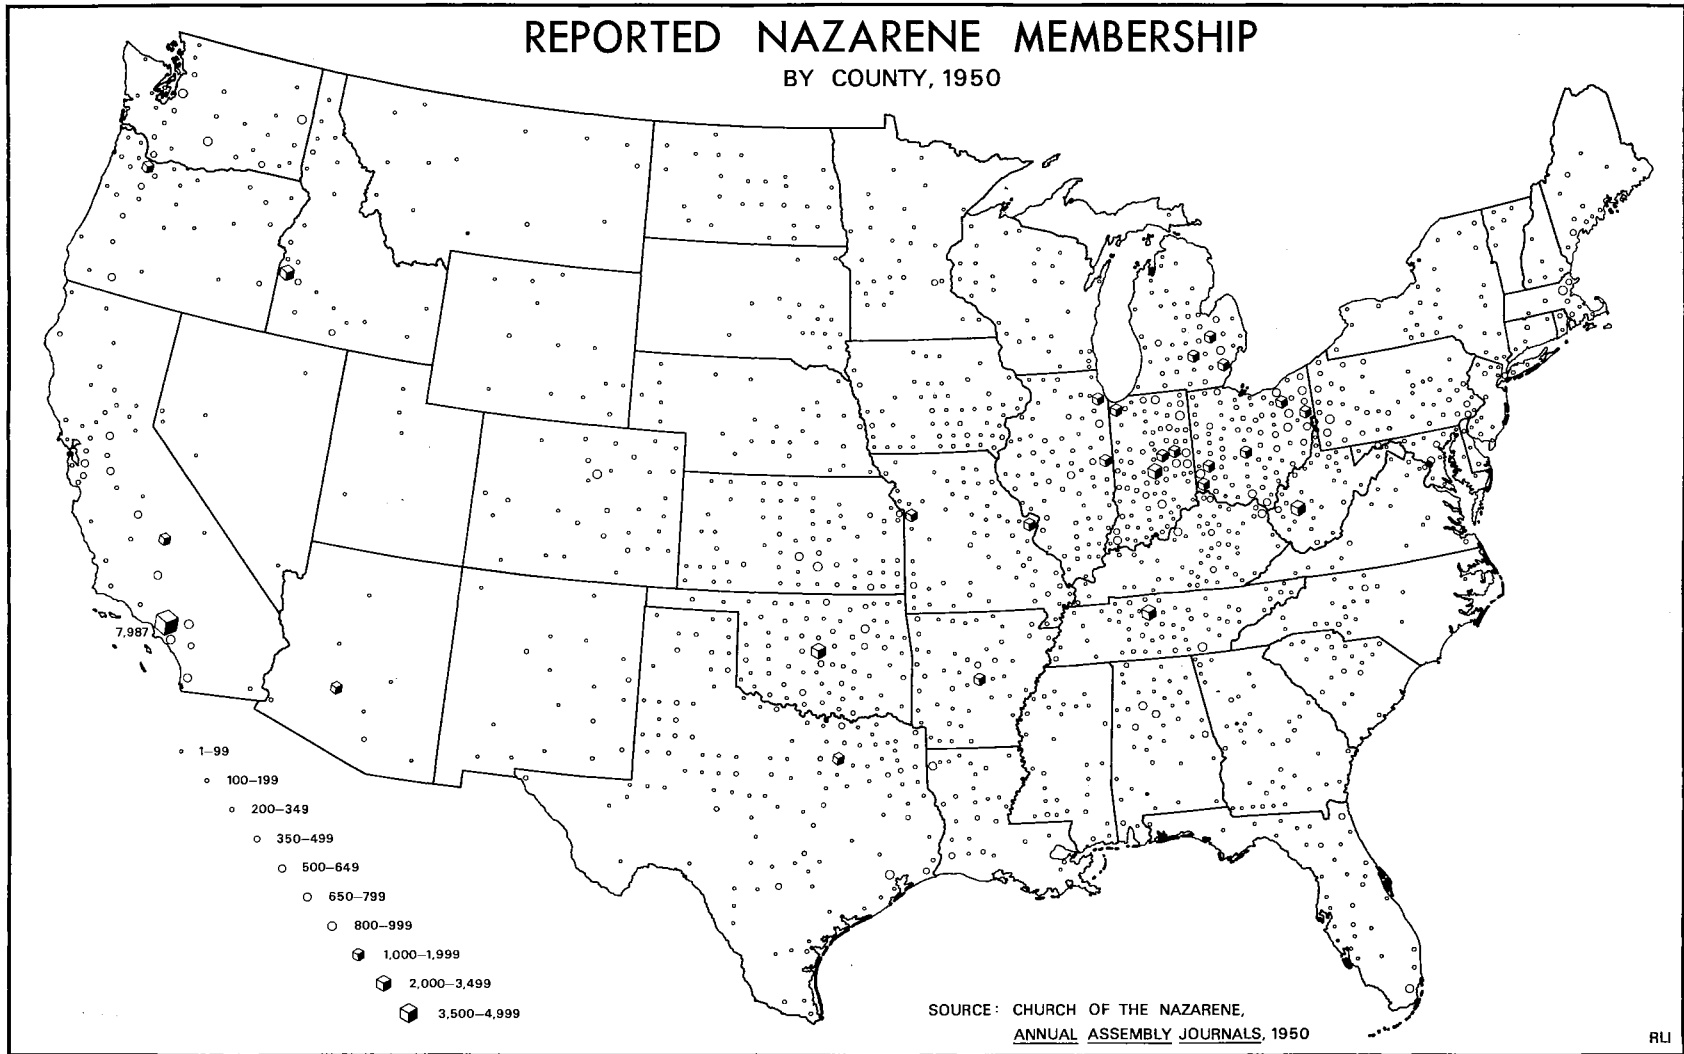 REPORTED NAZARENE MEMBERSHIP
BY COUNTY, 1950
7,987
1–99
100–199
200–349
350–499
500–649
650–799
800–999
1,000–1,999
2,000–3,499
3,500–4,999
SOURCE: CHURCH OF THE NAZARENE,
ANNUAL ASSEMBLY JOURNALS, 1950
RLI